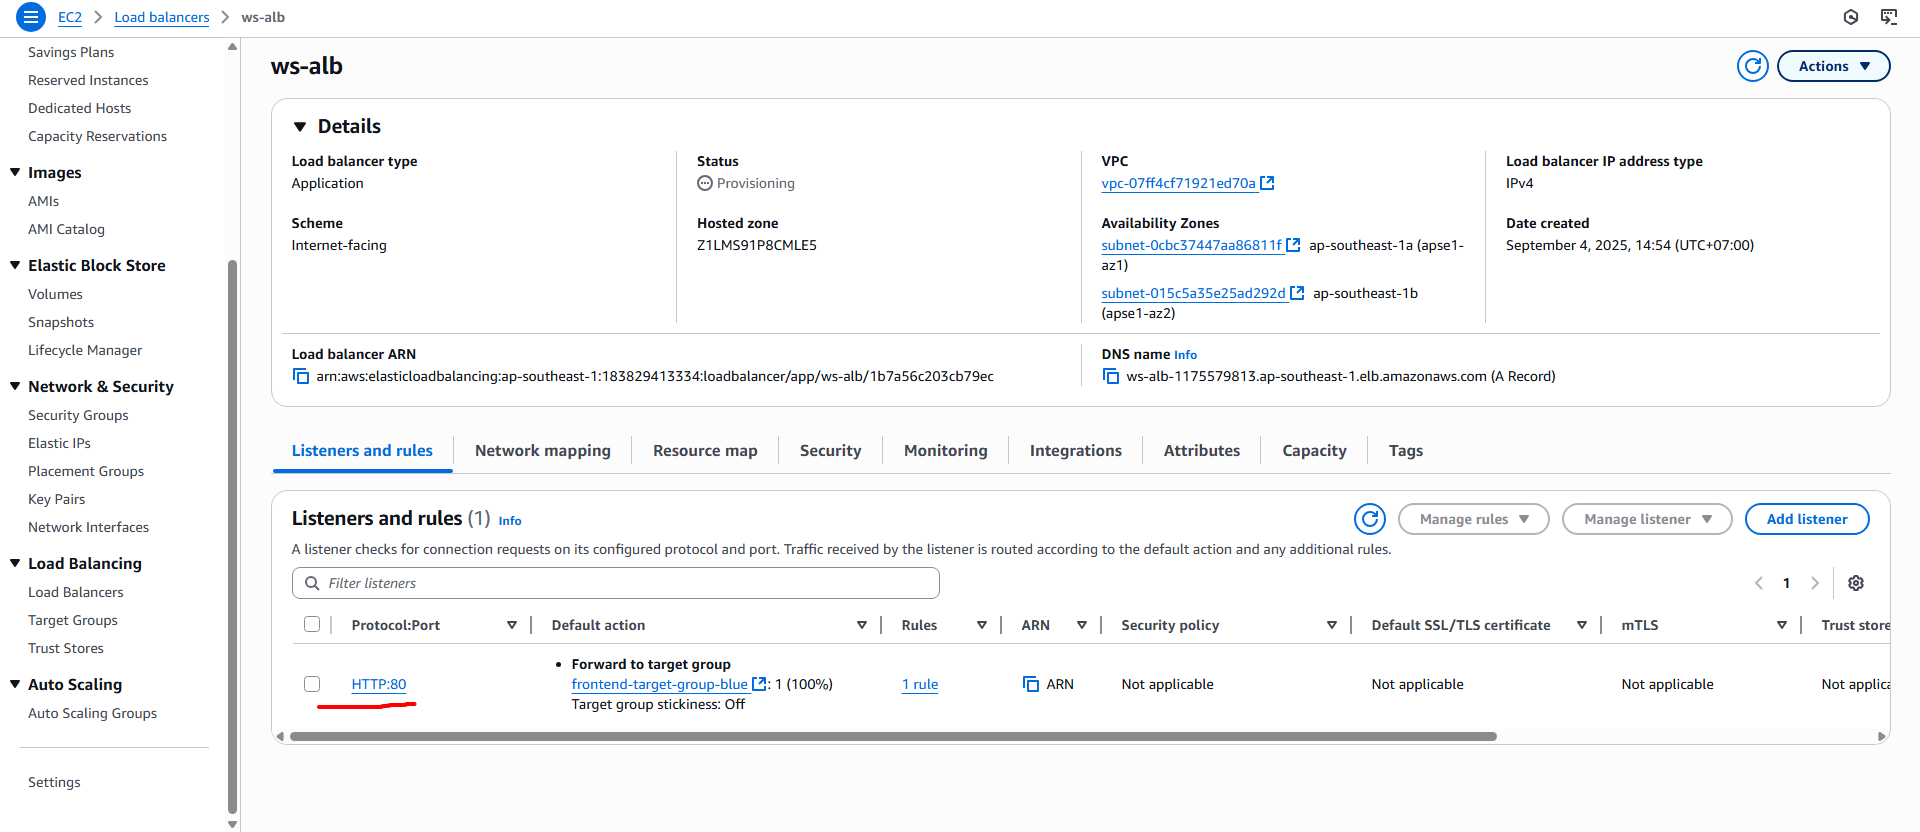 EC2 > Load balancers > ws-alb
Savings Plans
Reserved Instances
Dedicated Hosts
Capacity Reservations
Images
AMIs
AMI Catalog
Elastic Block Store
Volumes
Snapshots
Lifecycle Manager
Network & Security
Security Groups
Elastic IPs
Placement Groups
Key Pairs
Network Interfaces
Load Balancing
Load Balancers
Target Groups
Trust Stores
Auto Scaling
Auto Scaling Groups
Settings
ws-alb
Actions
Details
Load balancer type
Application
Status
Provisioning
VPC
vpc-07ff4cf71921ed70a
Load balancer IP address type
IPv4
Scheme
Internet-facing
Hosted zone
Z1LMS91P8CMLE5
Availability Zones
subnet-0cbc37447aa86811f ap-southeast-1a (apse1-
az1)
subnet-015c5a35e25ad292d ap-southeast-1b
(apse1-az2)
Date created
September 4, 2025, 14:54 (UTC+07:00)
Load balancer ARN
arn:aws:elasticloadbalancing:ap-southeast-1:183829413334:loadbalancer/app/ws-alb/1b7a56c203cb79ec
DNS name Info
ws-alb-1175579813.ap-southeast-1.elb.amazonaws.com (A Record)
Listeners and rules Network mapping Resource map Security Monitoring Integrations Attributes Capacity Tags
Listeners and rules (1) Info
Manage rules Manage listener Add listener
A listener checks for connection requests on its configured protocol and port. Traffic received by the listener is routed according to the default action and any additional rules.
Filter listeners
1
Protocol:Port Default action Rules ARN Security policy Default SSL/TLS certificate mTLS Trust store
HTTP:80
• Forward to target group
frontend-target-group-blue : 1 (100%)
Target group stickiness: Off
1 rule
ARN
Not applicable
Not applicable
Not applicable
Not applica